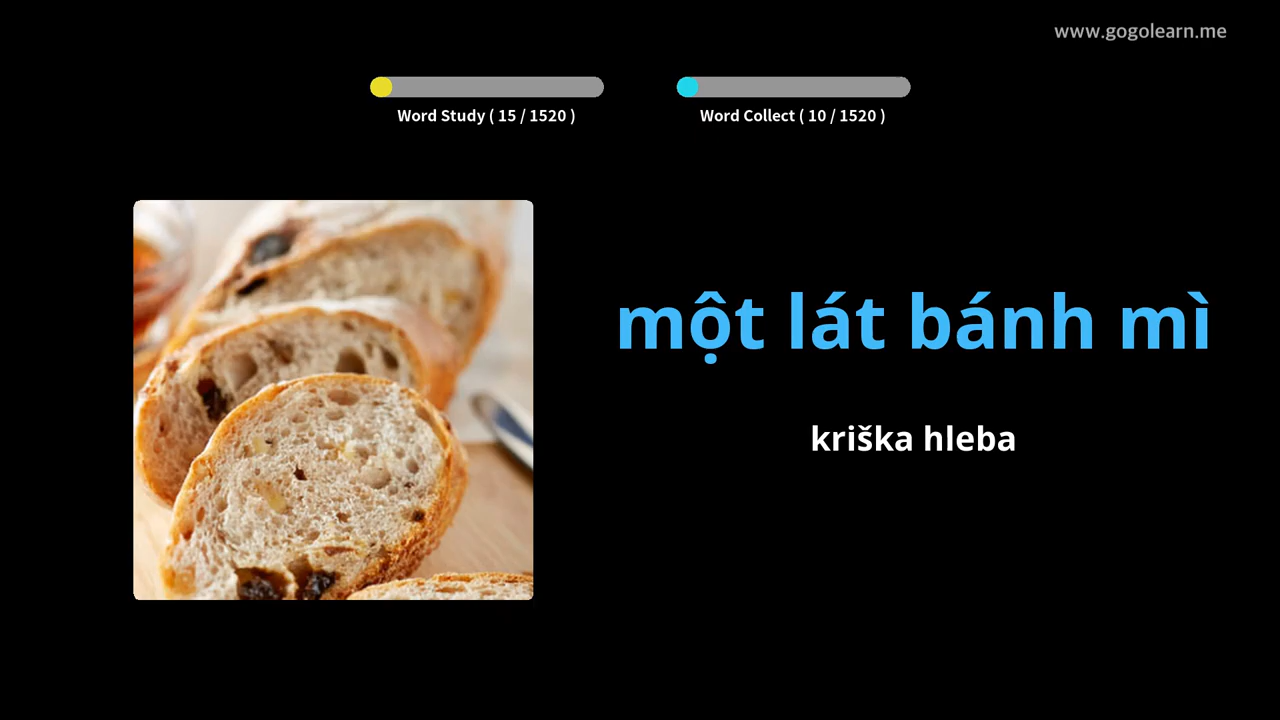 www.gogolearn.me
Word Study ( 15 / 1520 )
Word Collect ( 10 / 1520 )
một lát bánh mì
kriška hleba